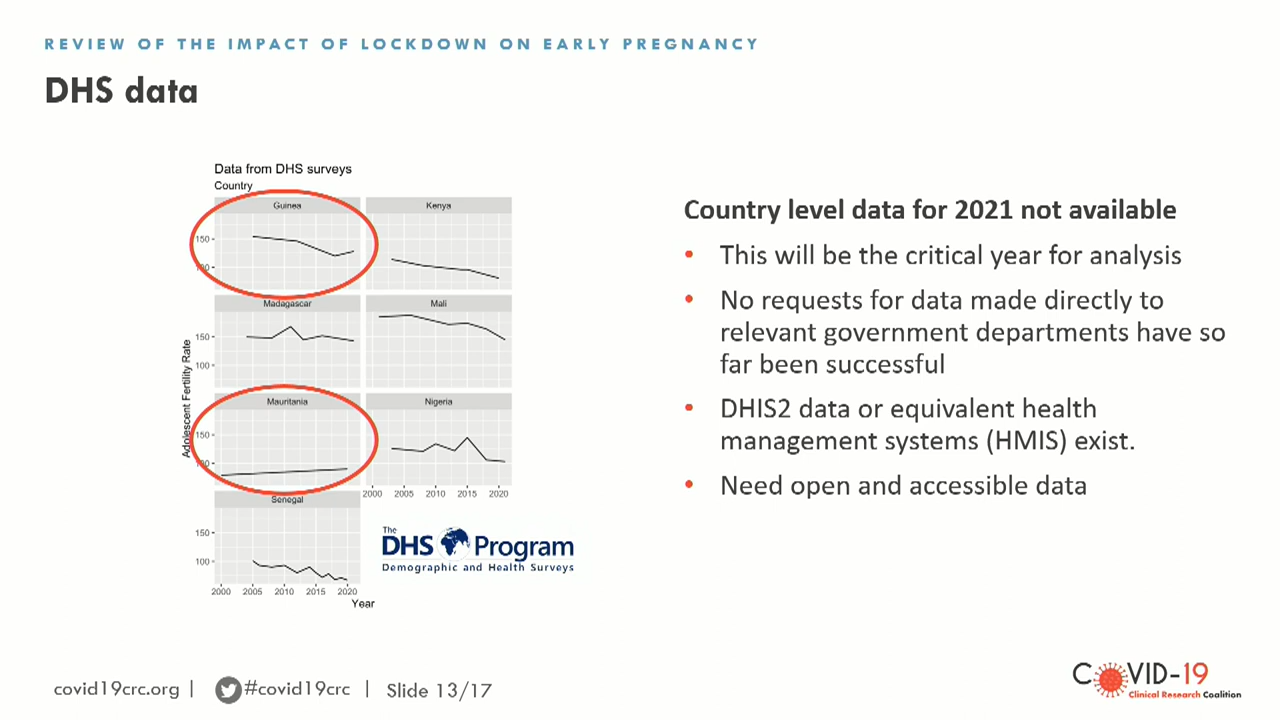 REVIEW OF THE IMPACT OF LOCKDOWN ON EARLY PREGNANCY
DHS data
Data from DHS surveys
Country
Guinea
Kenya
150
100
Madagascar
Mali
150
100
Mauritania
Nigeria
150
100
2000 2005 2010 2015 2020
Senegal
150
100
2000 2005 2010 2015 2020
Year
Adolescent Fertility Rate
The
DHS Program
Demographic and Health Surveys
Country level data for 2021 not available
• This will be the critical year for analysis
• No requests for data made directly to
relevant government departments have so
far been successful
• DHIS2 data or equivalent health
management systems (HMIS) exist.
• Need open and accessible data
covid19crc.org | #covid19crc | Slide 13/17
COVID-19
Clinical Research Coalition